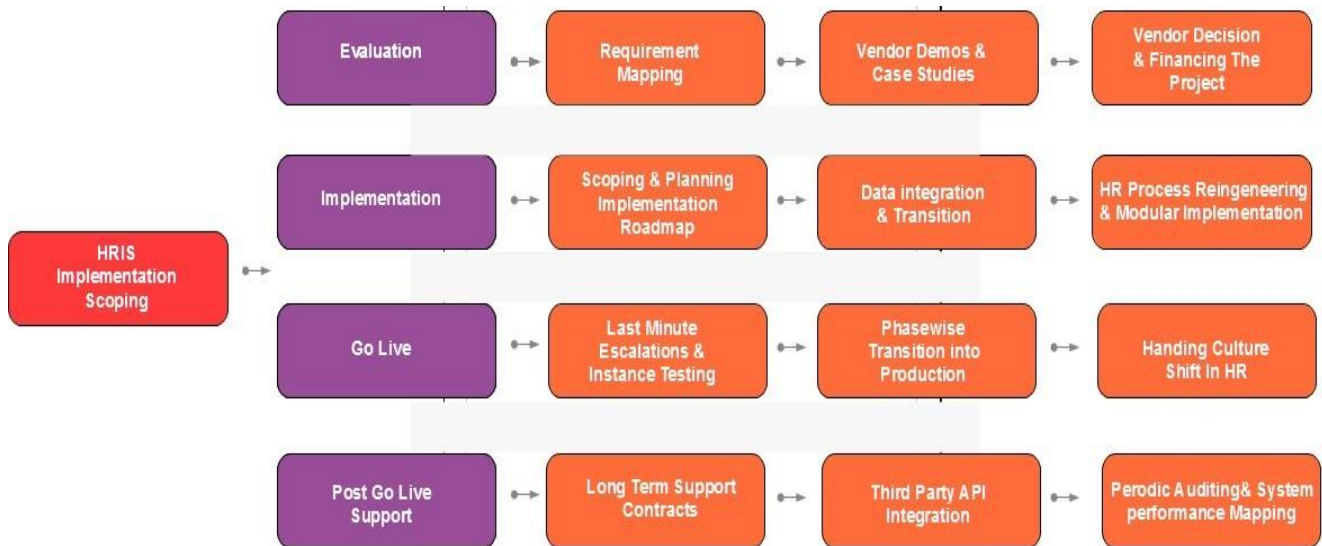 Evaluation
Requirement
Mapping
Vendor Demos &
Case Studies
Vendor Decision
& Financing The
Project
Implementation
Scoping & Planning
Implementation
Roadmap
Data integration
& Transition
HR Process Reingeneering
& Modular Implementation
HRIS
Implementation
Scoping
Go Live
Last Minute
Escalations &
Instance Testing
Phasewise
Transition into
Production
Handing Culture
Shift In HR
Post Go Live
Support
Long Term Support
Contracts
Third Party API
Integration
Perodic Auditing& System
performance Mapping